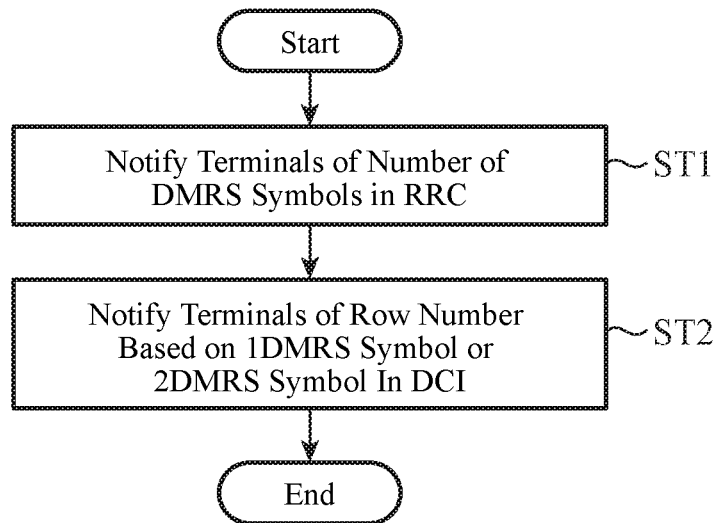 Start
Notify Terminals of Number of
DMRS Symbols in RRC
ST1
Notify Terminals of Row Number
Based on 1DMRS Symbol or
2DMRS Symbol In DCI
ST2
End